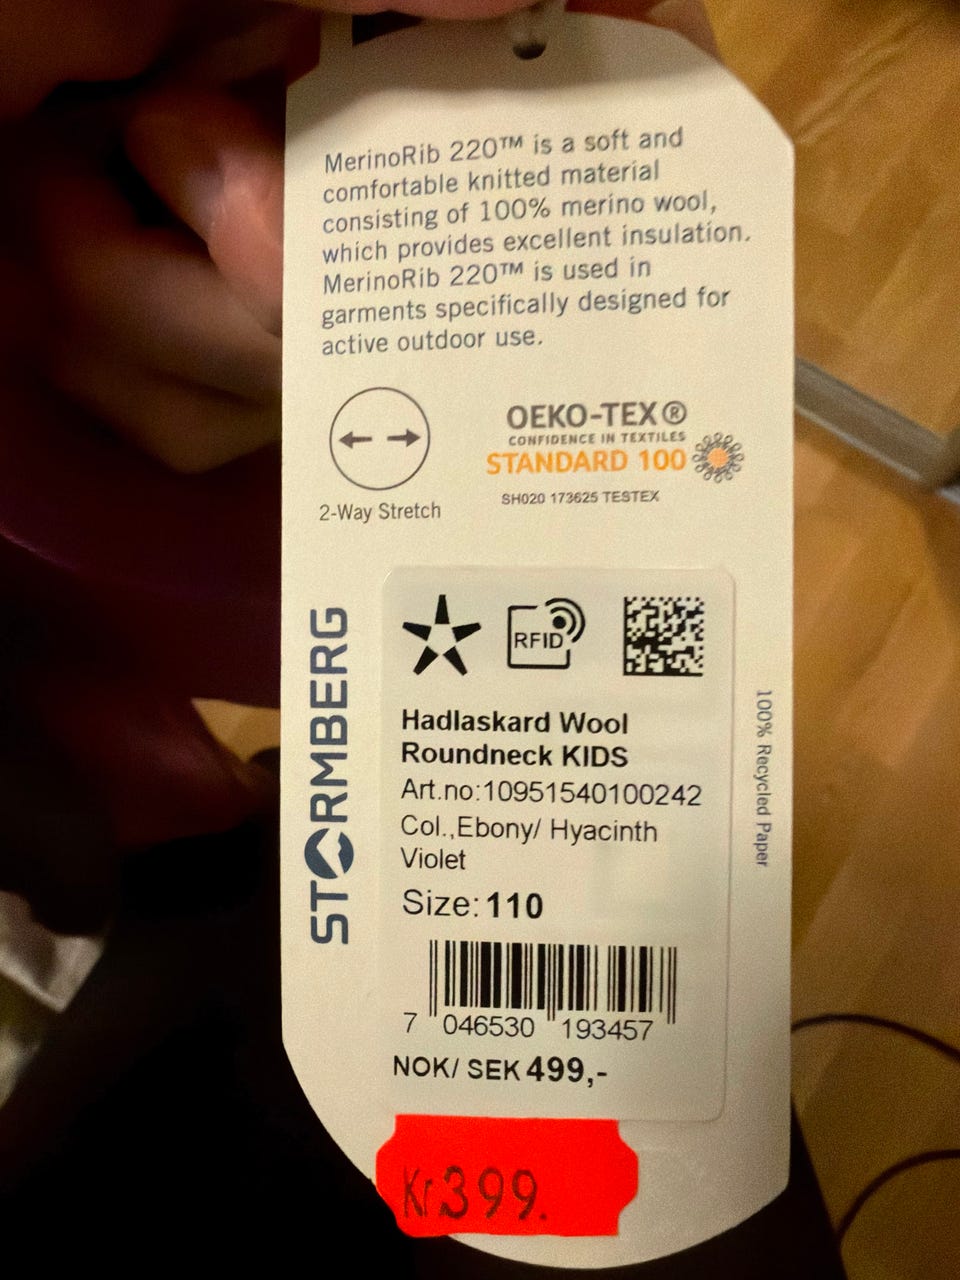 MerinoRib 220™ is a soft and
comfortable knitted material
consisting of 100% merino wool,
which provides excellent insulation.
MerinoRib 220™ is used in
garments specifically designed for
active outdoor use.
2-Way Stretch
OEKO-TEX®
CONFIDENCE IN TEXTILES
STANDARD 100
SH020 173625 TESTEX
STORMBERG
RFID
Hadlaskard Wool
Roundneck KIDS
Art.no:10951540100242
Col.,Ebony/ Hyacinth
Violet
Size: 110
7 046530 193457
NOK/ SEK 499,-
100% Recycled Paper
Kr 399.